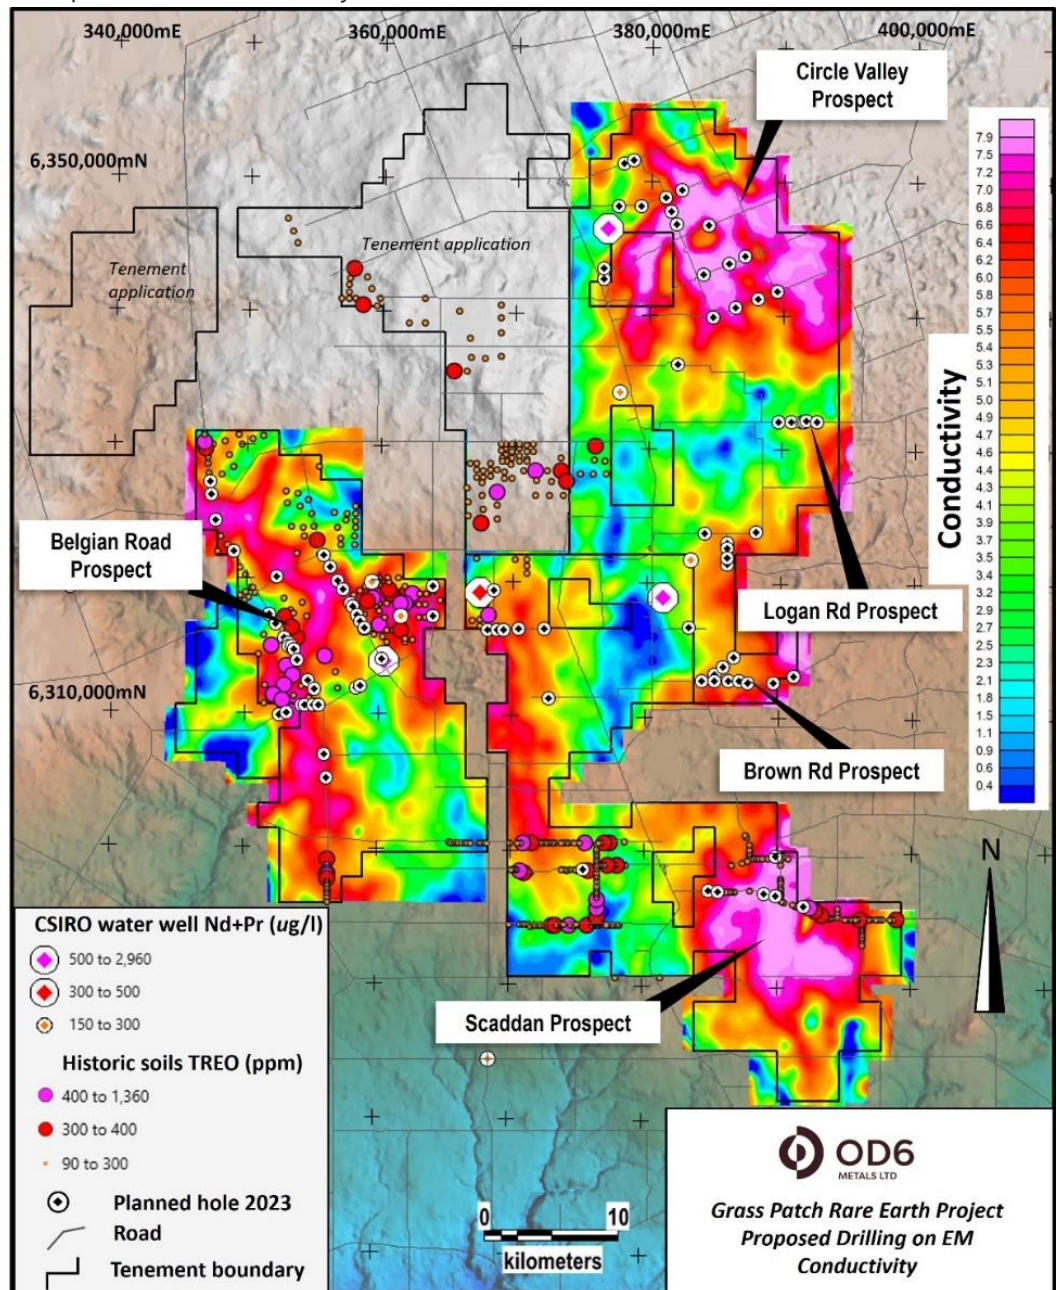 340,000mE
360,000mE
380,000mE
400,000mE
Circle Valley
Prospect
6,350,000mN
Tenement application
Tenement
application
7.9
7.5
7.2
7.0
6.8
6.6
6.4
6.2
6.0
5.8
5.7
5.5
5.4
5.3
5.1
5.0
4.9
4.7
4.6
4.4
4.1
3.9
3.7
3.4
3.2
2.9
2.7
2.5
2.3
2.1
1.8
1.5
1.1
0.9
0.6
0.4
Conductivity
Belgian Road
Prospect
Logan Rd Prospect
6,310,000mN
Brown Rd Prospect
N
Scaddan Prospect
CSIRO water well Nd+Pr (ug/l)
500 to 2,960
300 to 500
150 to 300
Historic soils TREO (ppm)
400 to 1,360
300 to 400
90 to 300
Planned hole 2023
Road
Tenement boundary
0 10
kilometers
OD6
METALS LTD
Grass Patch Rare Earth Project
Proposed Drilling on EM
Conductivity